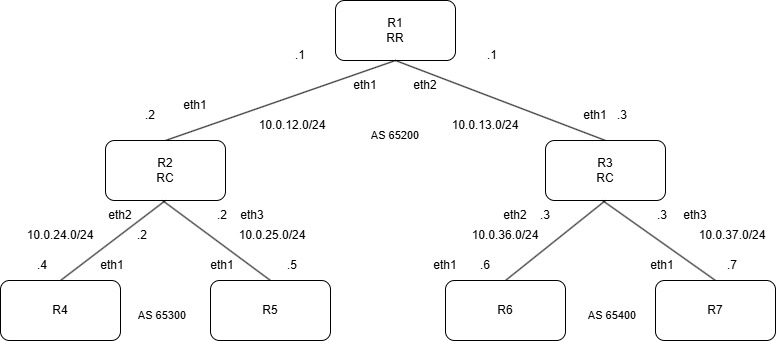 R1
RR
.1
.1
eth1
eth2
eth1
.2
eth1
.3
10.0.12.0/24
AS 65200
10.0.13.0/24
R2
RC
R3
RC
eth2
.2
eth3
eth2
.3
.3
eth3
10.0.24.0/24
.2
10.0.25.0/24
10.0.36.0/24
10.0.37.0/24
.4
eth1
eth1
.5
eth1
.6
eth1
.7
R4
AS 65300
R5
R6
AS 65400
R7